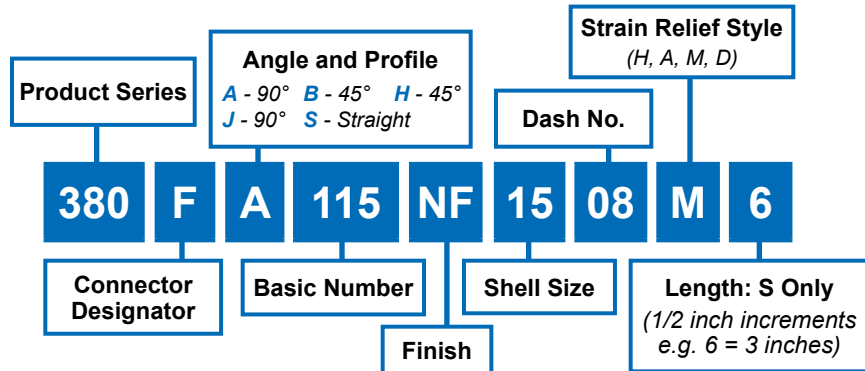 Strain Relief Style
(H, A, M, D)
Angle and Profile
A - 90° B - 45° H - 45°
J - 90° S - Straight
Product Series
Dash No.
380 F A 115 NF 15 08 M 6
Connector
Designator
Basic Number
Shell Size
Length: S Only
(1/2 inch increments
e.g. 6 = 3 inches)
Finish